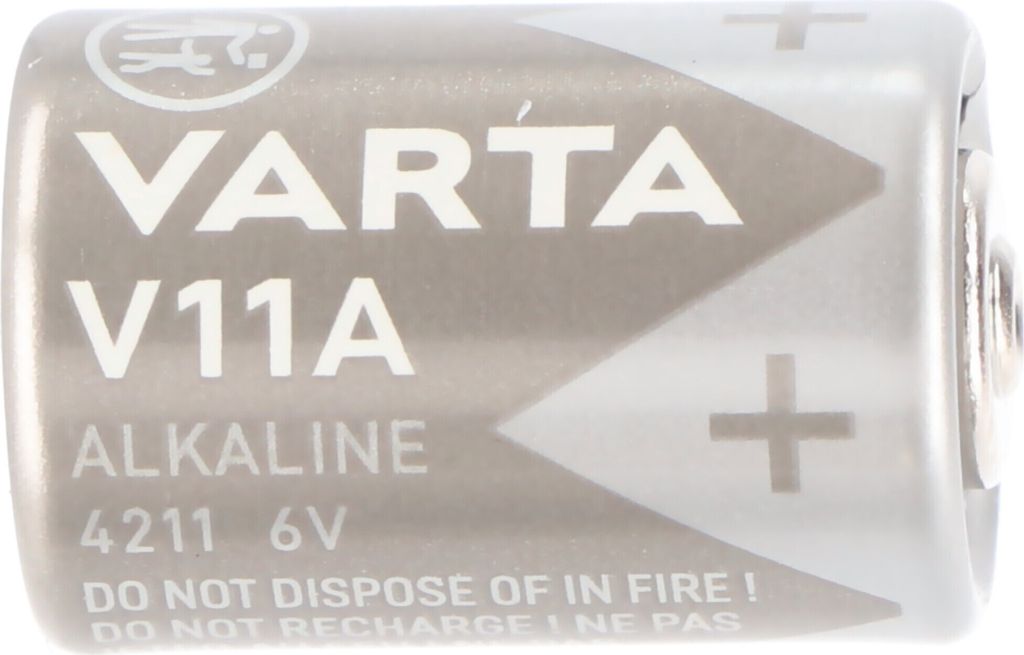 VARTA
V11A
ALKALINE
4211 6V
DO NOT DISPOSE OF IN FIRE !
DO NOT RECHARGE ! NE PAS